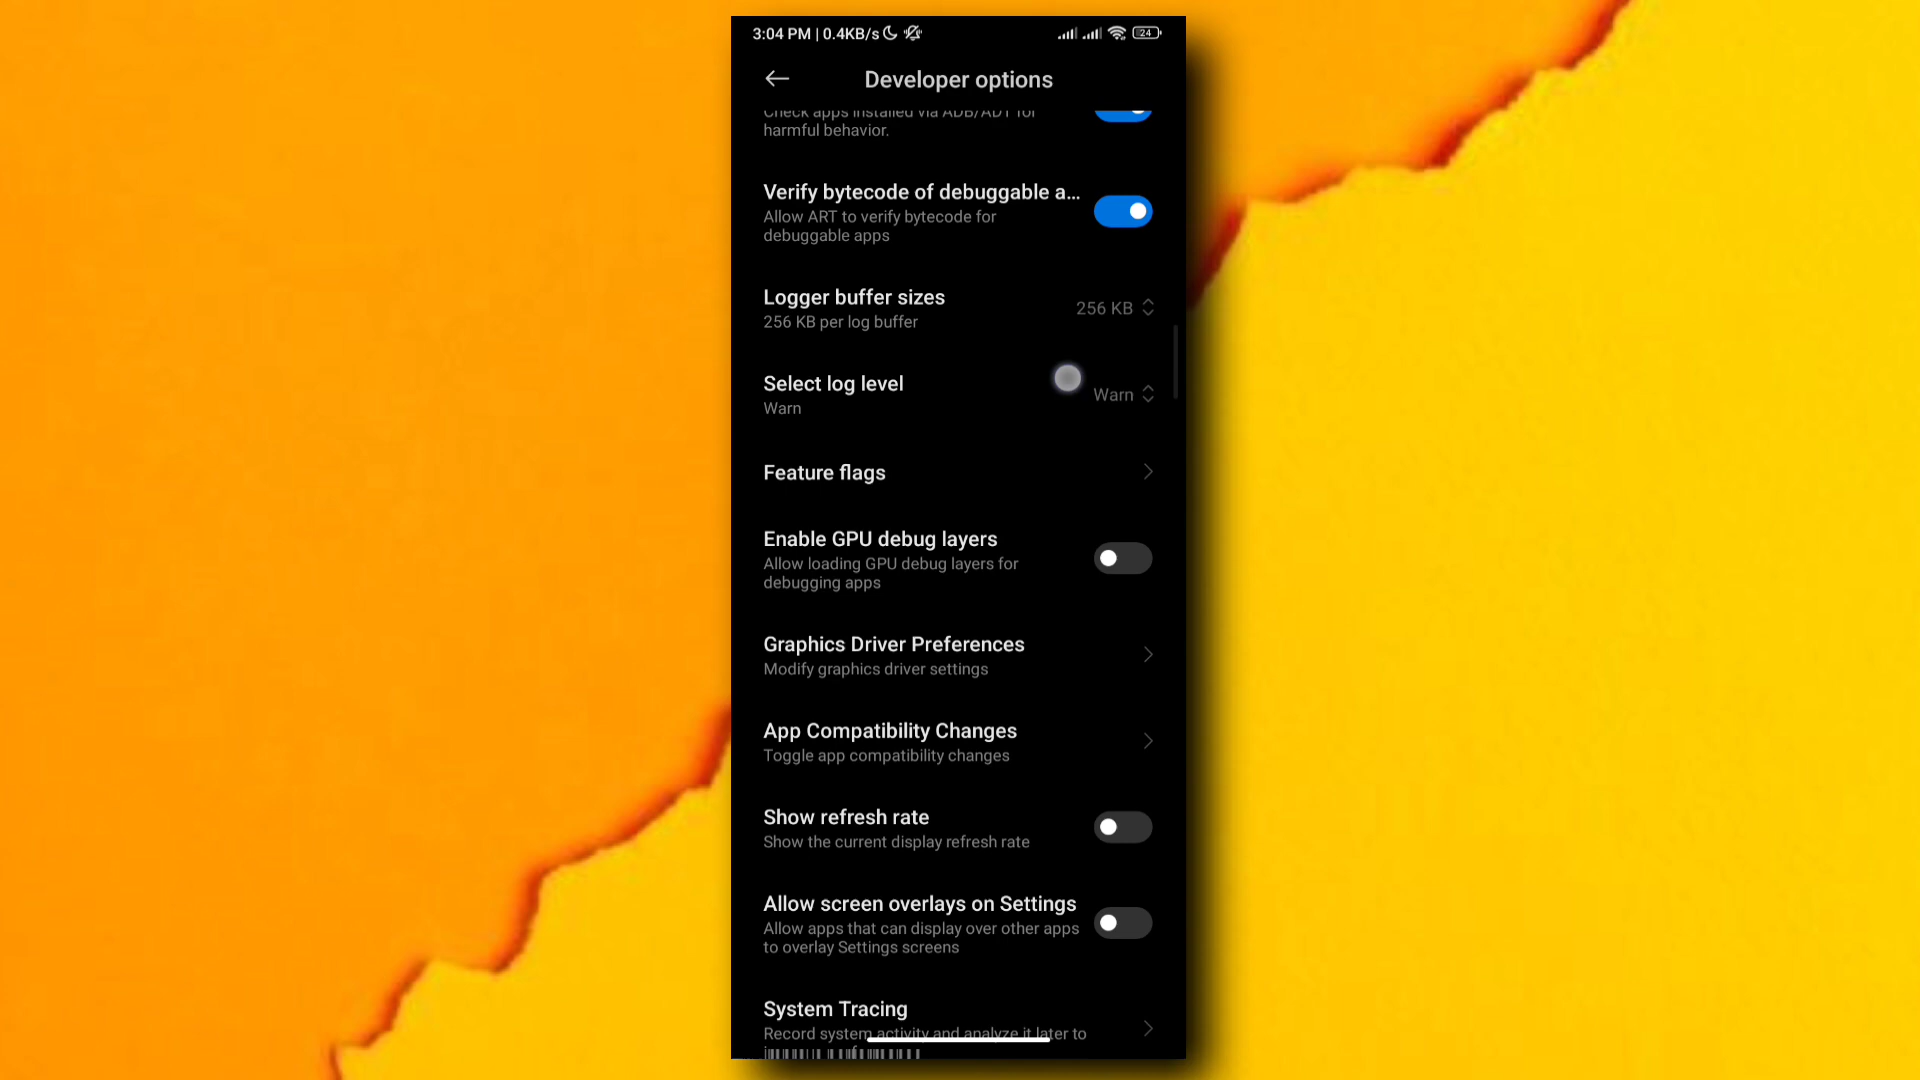 3:04 PM | 0.4KB/s
24
Developer options
Check apps installed via ADB/ADT for
harmful behavior.
Verify bytecode of debuggable a...
Allow ART to verify bytecode for
debuggable apps
Logger buffer sizes
256 KB per log buffer
256 KB
Select log level
Warn
Warn
Feature flags
Enable GPU debug layers
Allow loading GPU debug layers for
debugging apps
Graphics Driver Preferences
Modify graphics driver settings
App Compatibility Changes
Toggle app compatibility changes
Show refresh rate
Show the current display refresh rate
Allow screen overlays on Settings
Allow apps that can display over other apps
to overlay Settings screens
System Tracing
Record system activity and analyze it later to